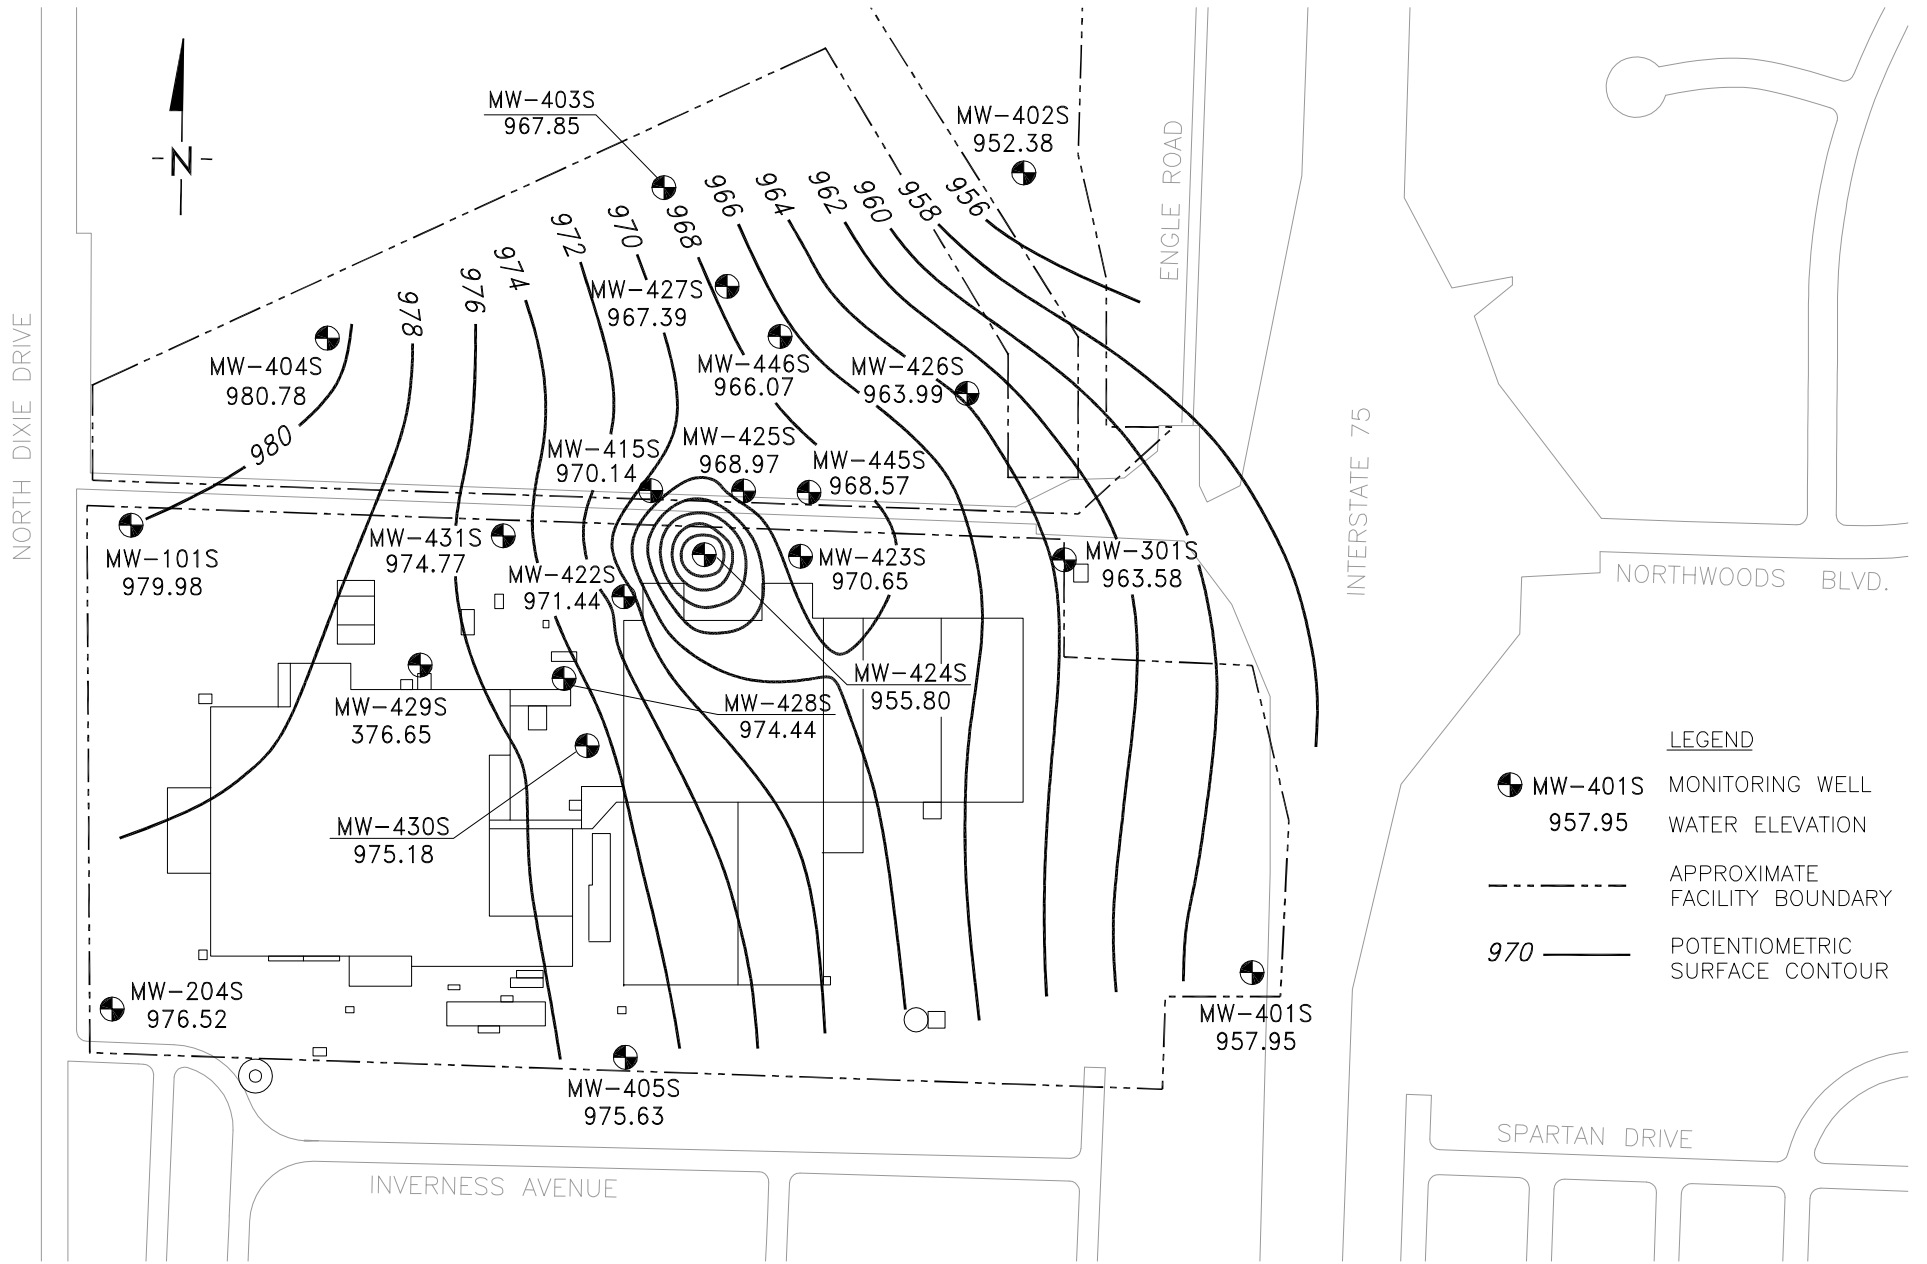 MW-403S
967.85
MW-402S
952.38
N
ENGLE ROAD
956
958
960
962
964
966
968
970
972
974
976
978
980
MW-427S
967.39
MW-404S
980.78
MW-446S
966.07
MW-426S
963.99
NORTH DIXIE DRIVE
MW-415S
970.14
MW-425S
968.97
MW-445S
968.57
INTERSTATE 75
MW-101S
979.98
MW-431S
974.77
MW-422S
971.44
MW-423S
970.65
MW-301S
963.58
NORTHWOODS BLVD.
MW-424S
955.80
MW-429S
376.65
MW-428S
974.44
MW-430S
975.18
MW-204S
976.52
MW-401S
957.95
MW-405S
975.63
LEGEND
MW-401S MONITORING WELL
957.95 WATER ELEVATION
APPROXIMATE
FACILITY BOUNDARY
970 POTENTIOMETRIC
SURFACE CONTOUR
SPARTAN DRIVE
INVERNESS AVENUE